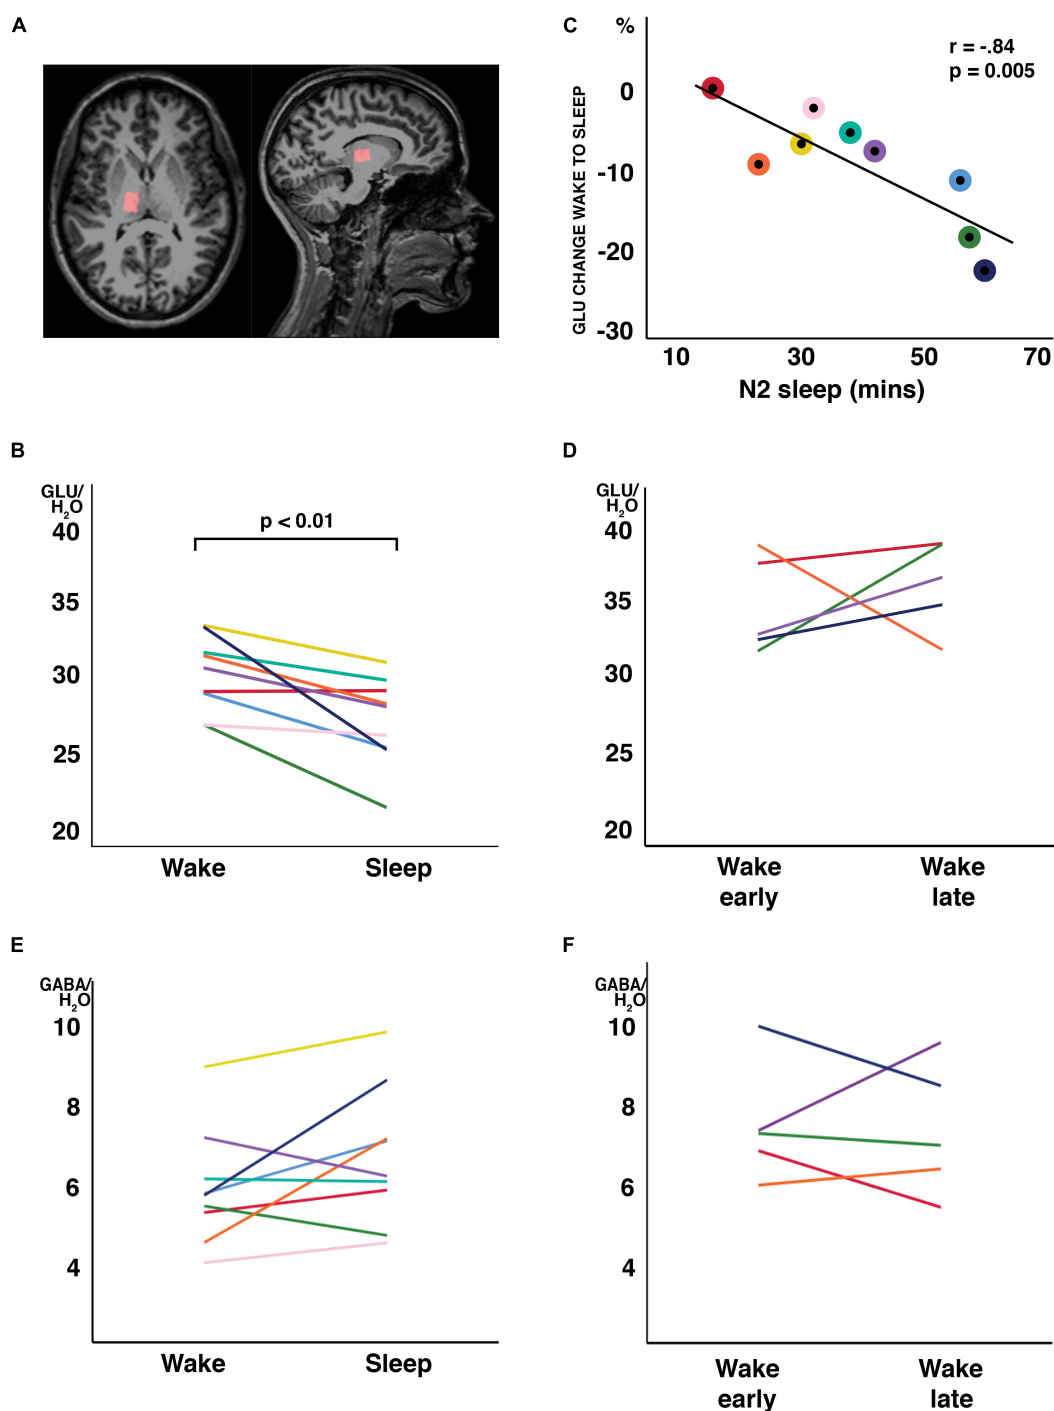 A
C
%
r = -.84
p = 0.005
0
-10
-20
-30
GLU CHANGE WAKE TO SLEEP
10 30 50 70
N2 sleep (mins)
B
GLU/
H2O
40
35
30
25
20
p < 0.01
Wake Sleep
D
GLU/
H2O
40
35
30
25
20
Wake early
Wake late
E
GABA/
H2O
10
8
6
4
Wake Sleep
F
GABA/
H2O
10
8
6
4
Wake early
Wake late